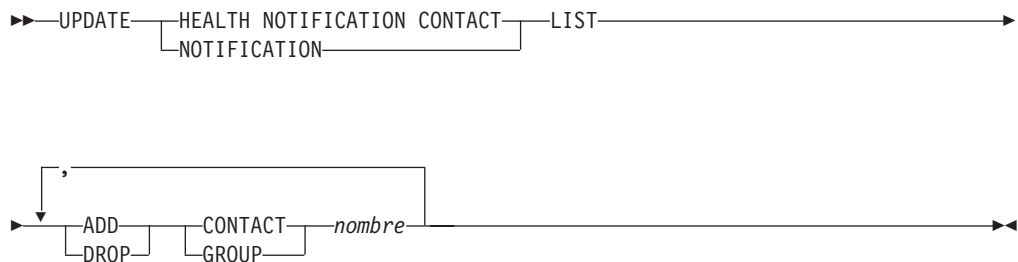 UPDATE HEALTH NOTIFICATION CONTACT LIST
NOTIFICATION
,
ADD CONTACT nombre
DROP GROUP